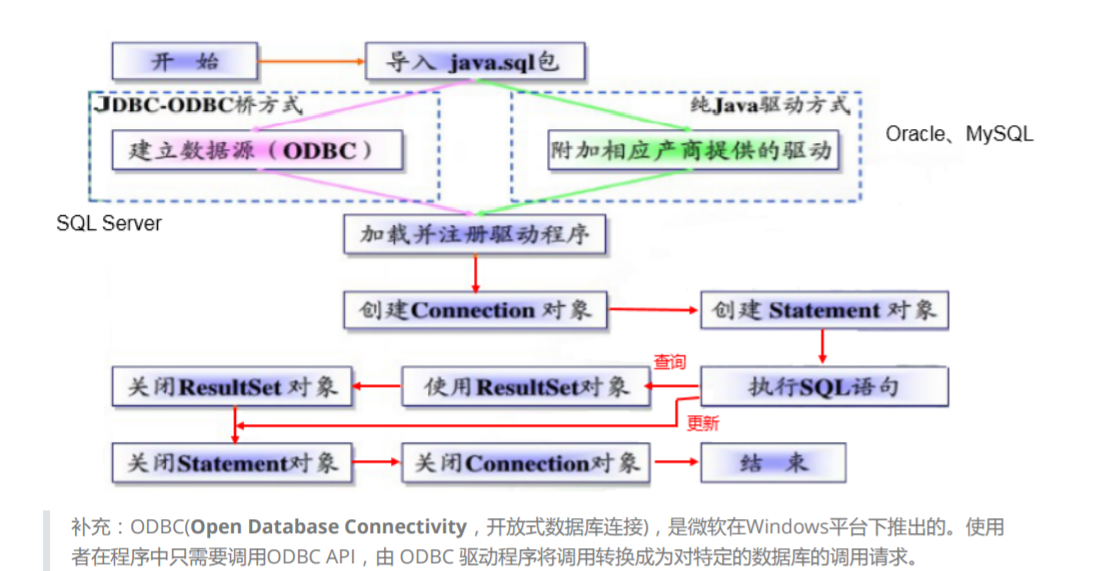 开 始
导入 java.sql包
JDBC-ODBC桥方式
纯Java驱动方式
建立数据源（ODBC）
附加相应产商提供的驱动
Oracle、MySQL
SQL Server
加载并注册驱动程序
创建Connection 对象
创建 Statement 对象
查询
关闭ResultSet 对象
使用ResultSet对象
执行SQL语句
更新
关闭Statement对象
关闭Connection对象
结 束
补充：ODBC(Open Database Connectivity，开放式数据库连接)，是微软在Windows平台下推出的。使用
者在程序中只需要调用ODBC API，由 ODBC 驱动程序将调用转换成为对特定的数据库的调用请求。